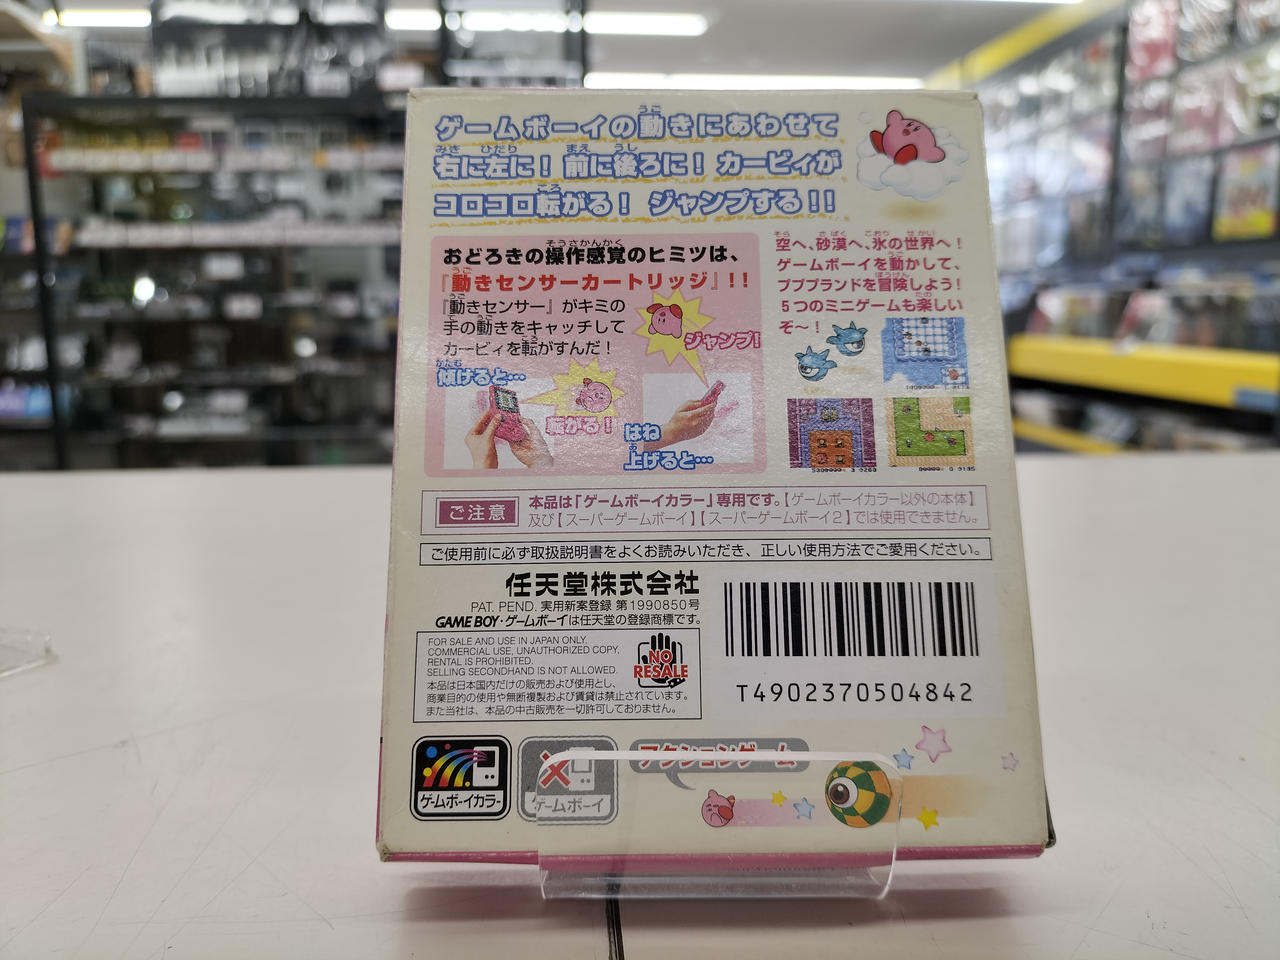 ゲームボーイの動きにあわせて
右に左に！ 前に後ろに！ カービィが
コロコロ転がる！ ジャンプする！！
おどろきの操作感覚のヒミツは、
『動きセンサーカートリッジ』！！
『動きセンサー』がキミの
手の動きをキャッチして
カービィを転がすんだ！
ジャンプ！
傾けると…
転がる！
はね
上げると…
空へ、砂漠へ、氷の世界へ！
ゲームボーイを動かして、
プププランドを冒険しよう！
5つのミニゲームも楽しい
ぞ〜！
ご注意
本品は「ゲームボーイカラー」専用です。【ゲームボーイカラー以外の本体】
及び【スーパーゲームボーイ】【スーパーゲームボーイ2】では使用できません。
ご使用前に必ず取扱説明書をよくお読みいただき、正しい使用方法でご愛用ください。
任天堂株式会社
PAT. PEND. 実用新案登録 第1990850号
GAME BOY・ゲームボーイは任天堂の登録商標です。
FOR SALE AND USE IN JAPAN ONLY.
COMMERCIAL USE, UNAUTHORIZED COPY,
RENTAL IS PROHIBITED.
SELLING SECONDHAND IS NOT ALLOWED.
本品は日本国内だけの販売および使用とし、
商業目的の使用や無断複製および賃貸は禁止されています。
また当社は、本品の中古販売を一切許可しておりません。
NO
RESALE
T4902370504842
ゲームボーイカラー
ゲームボーイ
アクションゲーム